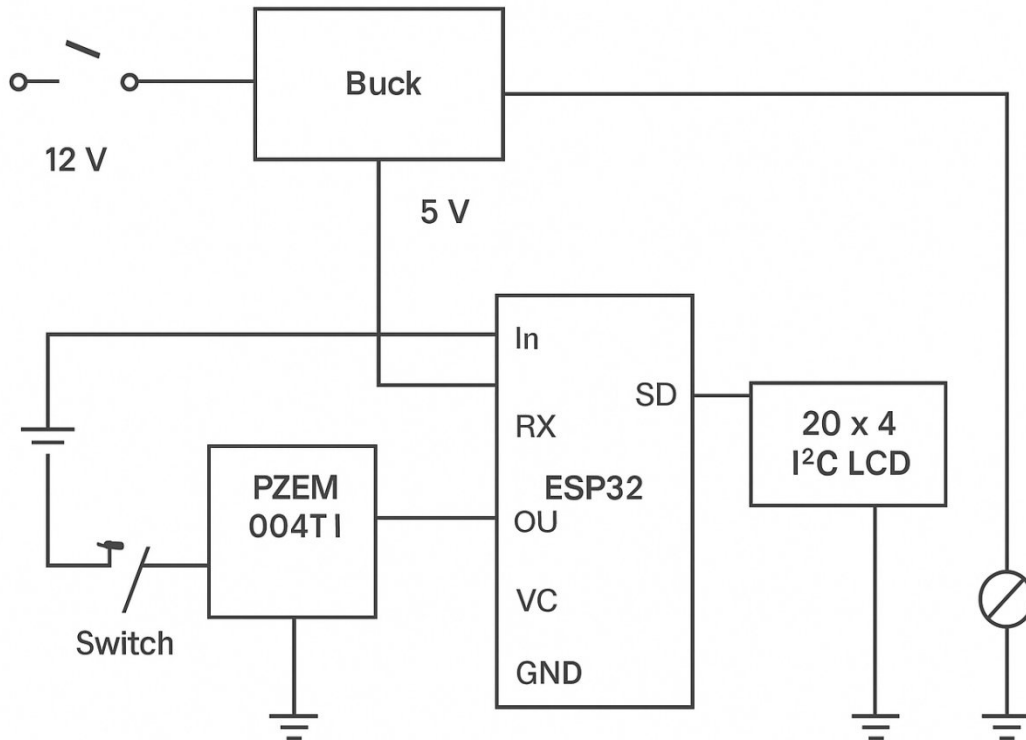 Buck
12 V
5 V
In
SD
RX
20 x 4
I²C LCD
PZEM
004T I
ESP32
OU
VC
Switch
GND